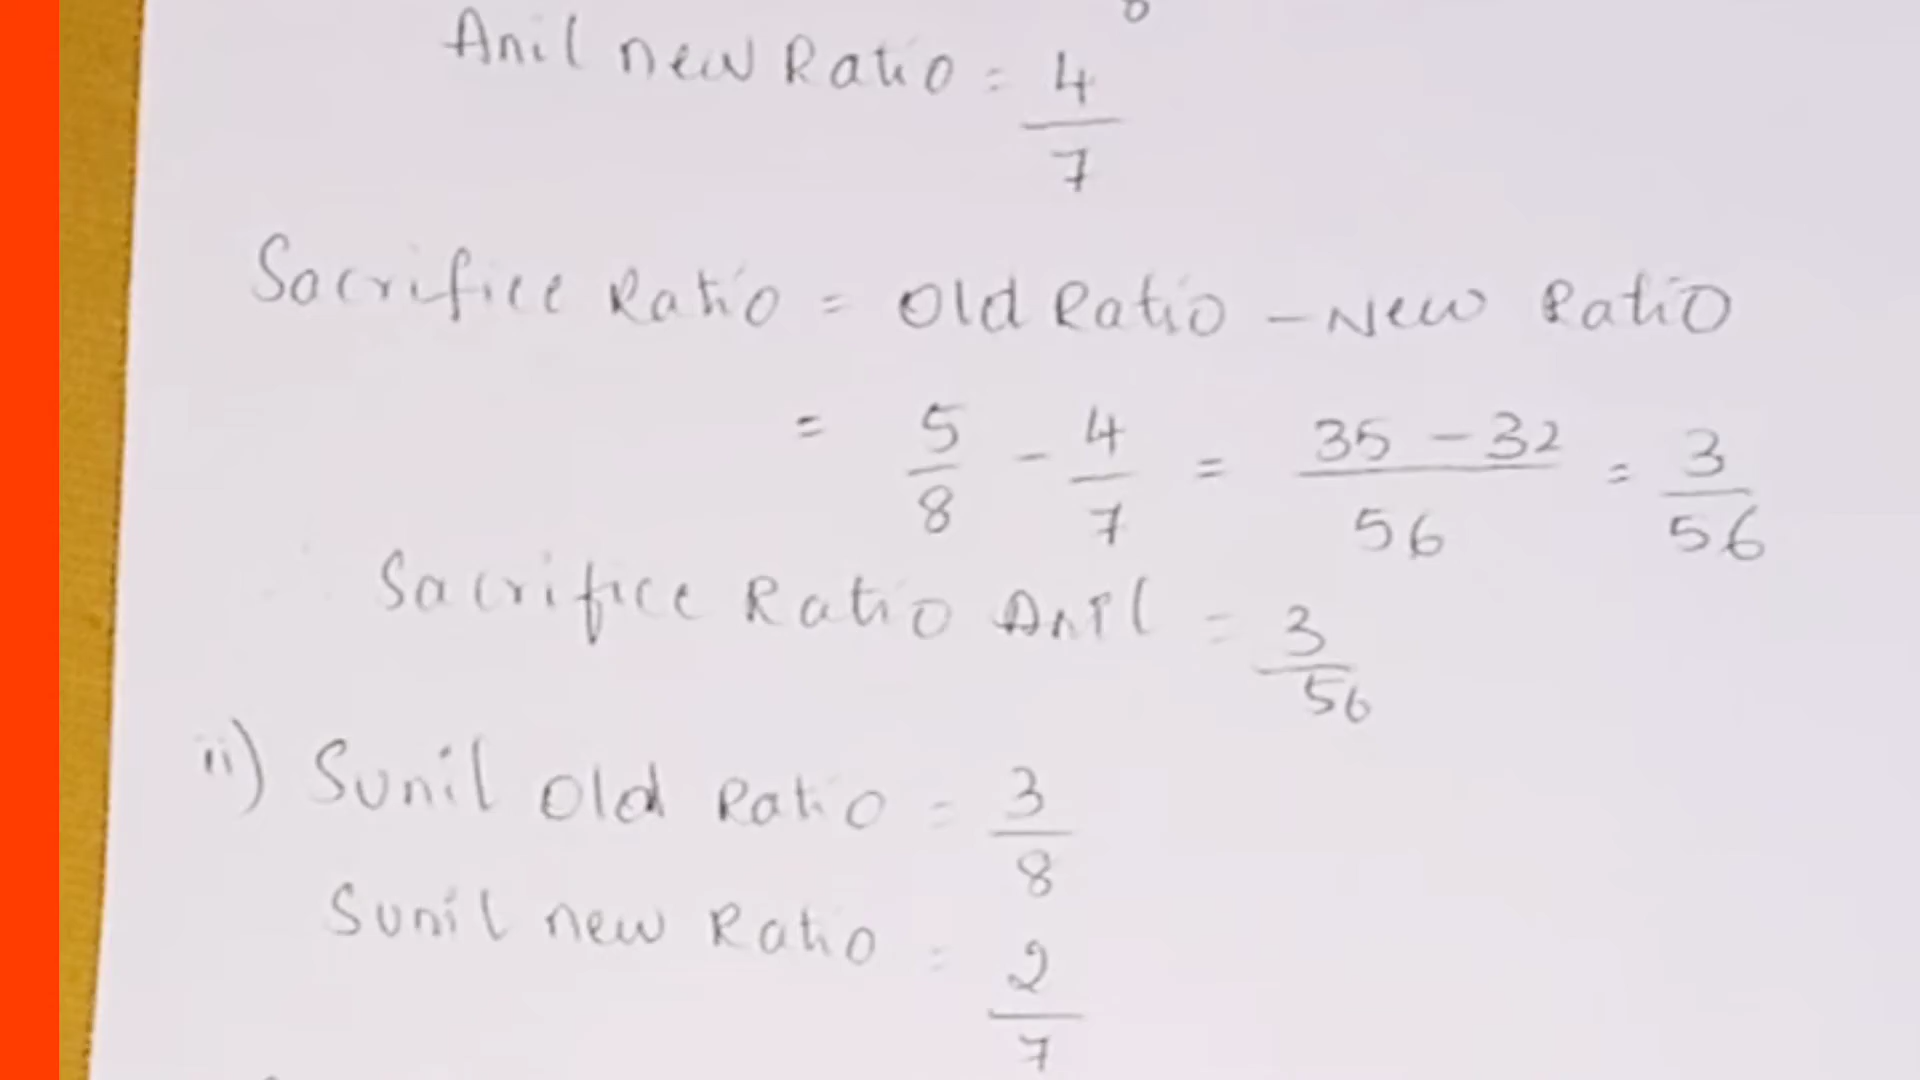 Anil new Ratio = 4/7
Sacrifice Ratio = Old Ratio - New Ratio
= 5/8 - 4/7 = 35 - 32/56 = 3/56
Sacrifice Ratio Anil = 3/56
ii) Sunil Old Ratio = 3/8
Sunil new Ratio = 2/7